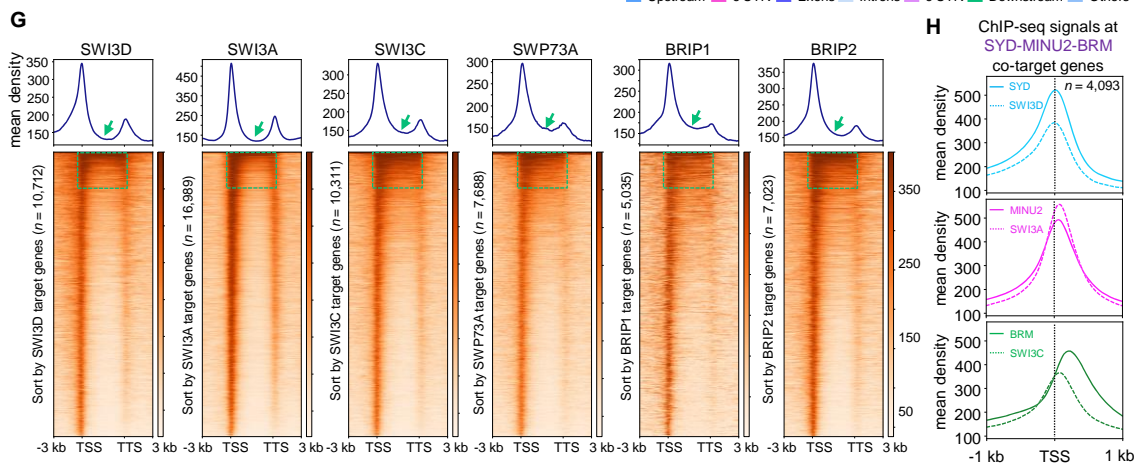 G
SWI3D
SWI3A
SWI3C
SWP73A
BRIP1
BRIP2
mean density
350
300
250
200
150
450
350
250
150
300
250
200
150
300
250
200
150
300
250
200
150
350
300
250
200
150
Sort by SWI3D target genes (n = 10,712)
Sort by SWI3A target genes (n = 16,989)
Sort by SWI3C target genes (n = 10,311)
Sort by SWP73A target genes (n = 7,688)
Sort by BRIP1 target genes (n = 5,035)
Sort by BRIP2 target genes (n = 7,023)
350
250
150
50
-3 kb TSS TTS 3 kb
-3 kb TSS TTS 3 kb
-3 kb TSS TTS 3 kb
-3 kb TSS TTS 3 kb
-3 kb TSS TTS 3 kb
-3 kb TSS TTS 3 kb
H
ChIP-seq signals at
SYD-MINU2-BRM
co-target genes
SYD
SWI3D
n = 4,093
mean density
500
400
300
200
100
MINU2
SWI3A
mean density
500
400
300
200
100
BRM
SWI3C
mean density
500
400
300
200
100
-1 kb TSS 1 kb